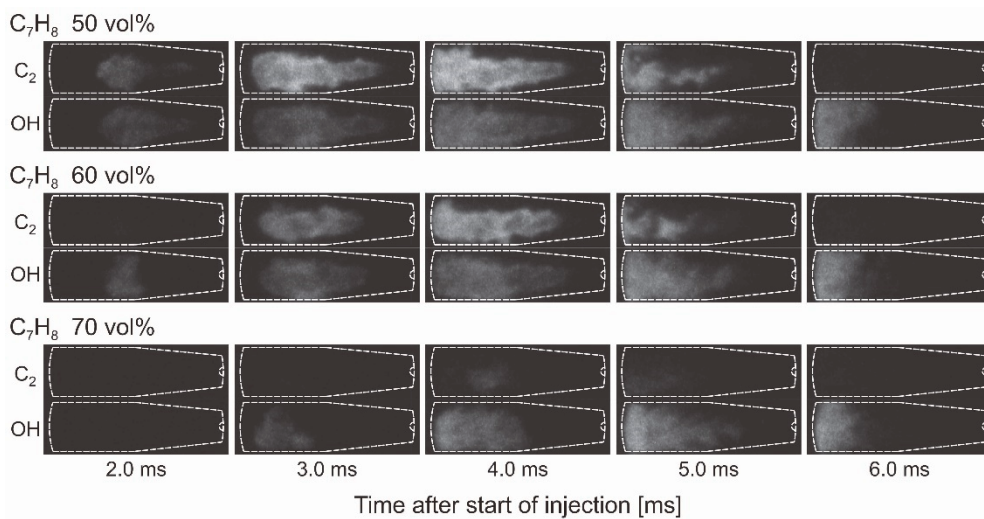 C₇H₈ 50 vol%
C₂
OH
C₇H₈ 60 vol%
C₂
OH
C₇H₈ 70 vol%
C₂
OH
2.0 ms 3.0 ms 4.0 ms 5.0 ms 6.0 ms
Time after start of injection [ms]